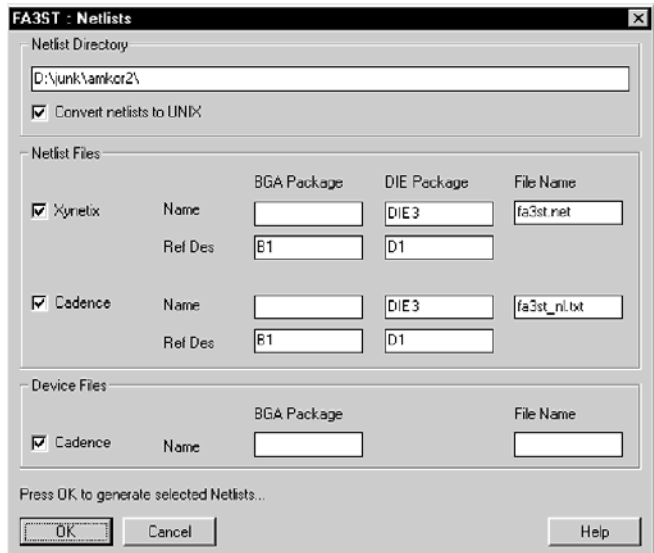 FA3ST : Netlists
Netlist Directory
D:\junk\amkor2\
Convert netlists to UNIX
Netlist Files
BGA Package DIE Package File Name
Xynetix Name DIE3 fa3st.net
Ref Des B1 D1
Cadence Name DIE3 fa3st_nl.txt
Ref Des B1 D1
Device Files
BGA Package File Name
Cadence Name
Press OK to generate selected Netlists...
OK Cancel Help